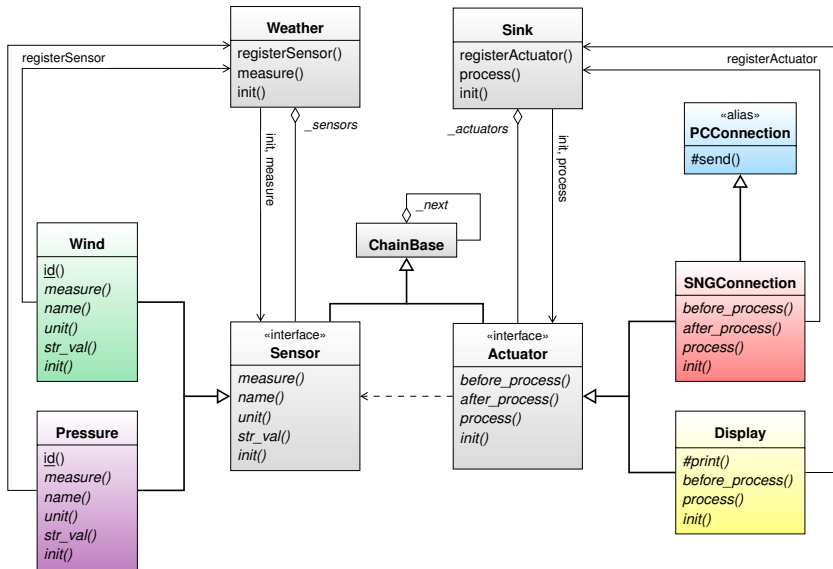 Weather
registerSensor()
measure()
init()
Sink
registerActuator()
process()
init()
registerSensor
registerActuator
_sensors
_actuators
init, measure
init, process
«alias»
PCConnection
#send()
_next
ChainBase
Wind
id()
measure()
name()
unit()
str_val()
init()
SNGConnection
before_process()
after_process()
process()
init()
«interface»
Sensor
measure()
name()
unit()
str_val()
init()
«interface»
Actuator
before_process()
after_process()
process()
init()
Pressure
id()
measure()
name()
unit()
str_val()
init()
Display
#print()
before_process()
process()
init()